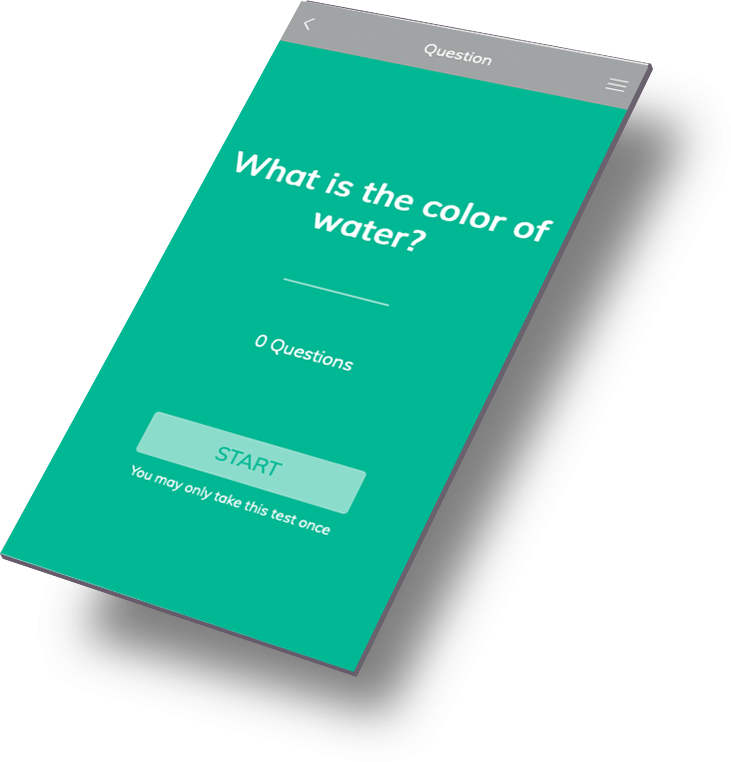 Question
What is the color of
water?
0 Questions
START
You may only take this test once